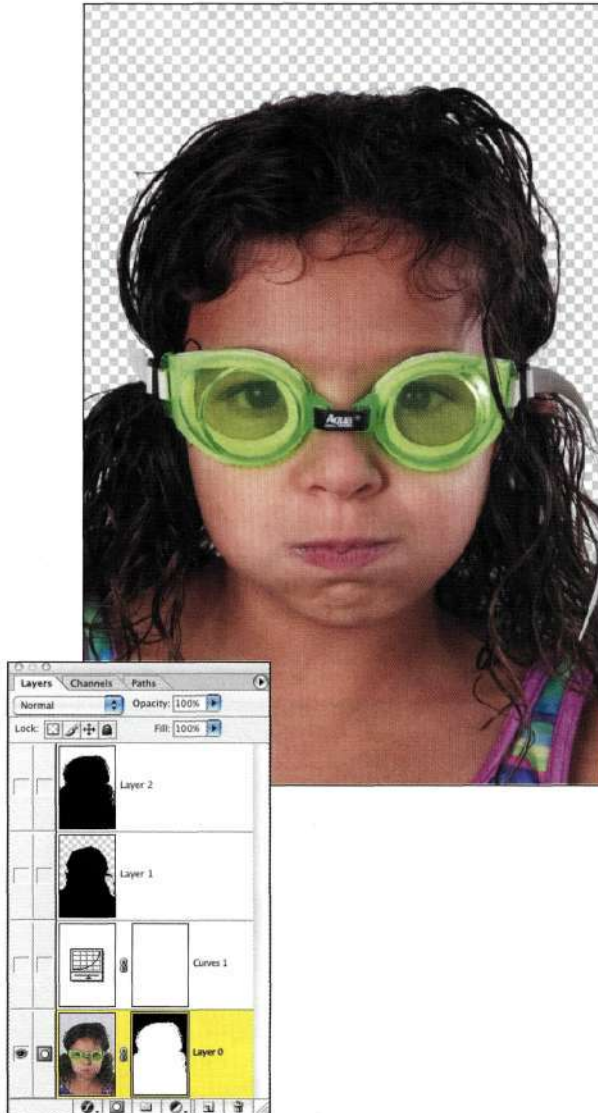 Aqua
Layers Channels Paths
Normal Opacity: 100%
Lock: Fill: 100%
Layer 2
Layer 1
Curves 1
Layer 0